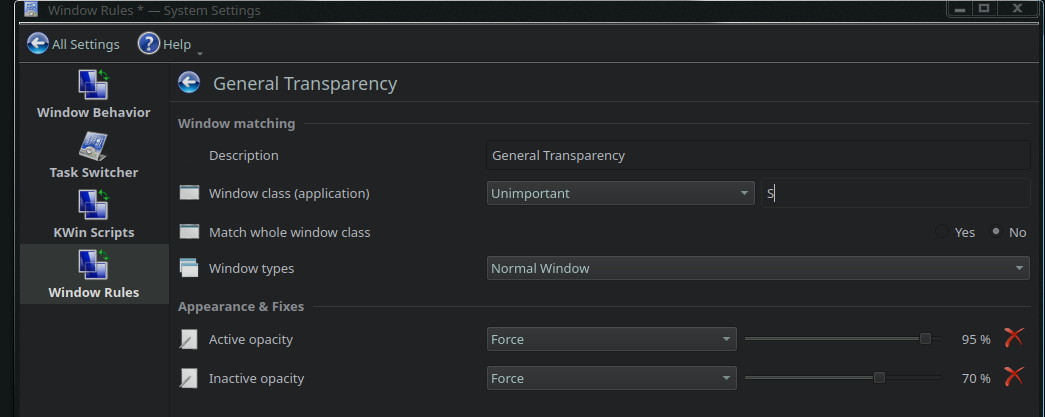 Window Rules * — System Settings
All Settings Help
Window Behavior
Task Switcher
KWin Scripts
Window Rules
General Transparency
Window matching
Description General Transparency
Window class (application) Unimportant S
Match whole window class Yes No
Window types Normal Window
Appearance & Fixes
Active opacity Force 95 %
Inactive opacity Force 70 %